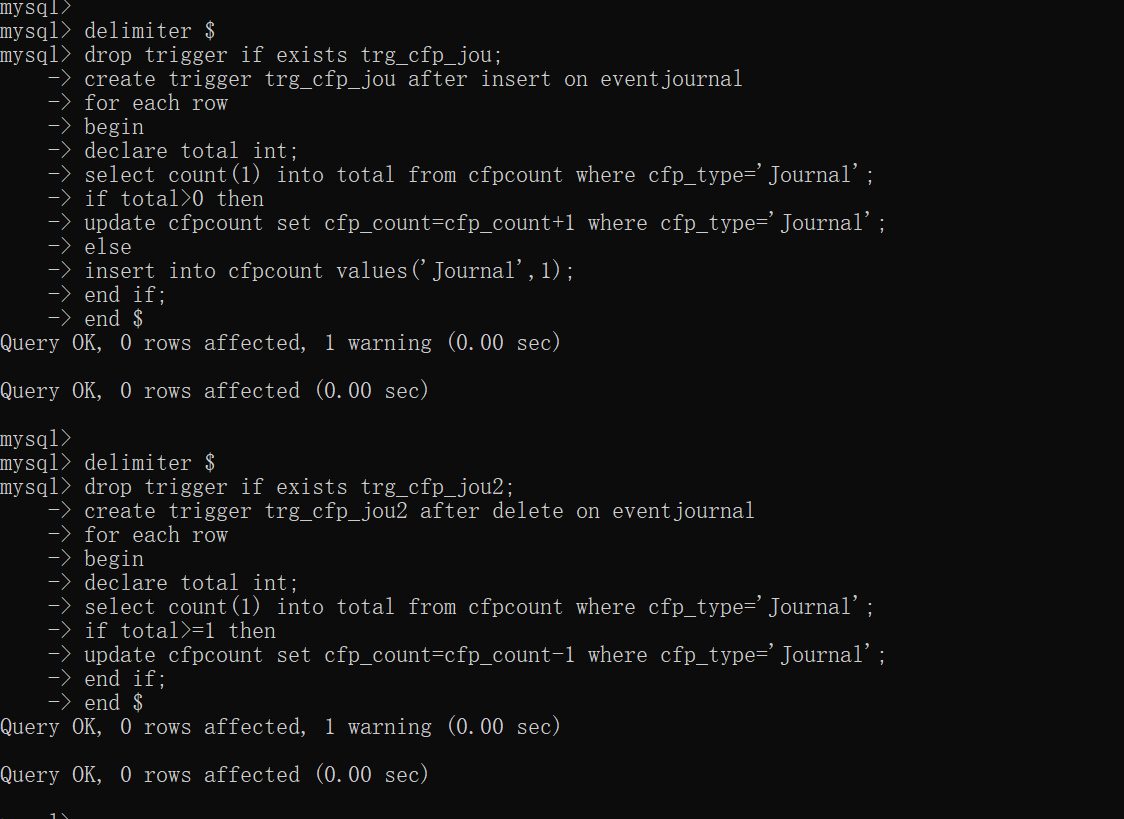 mysql>
mysql> delimiter $
mysql> drop trigger if exists trg_cfp_jou;
    -> create trigger trg_cfp_jou after insert on eventjournal
    -> for each row
    -> begin
    -> declare total int;
    -> select count(1) into total from cfpcount where cfp_type='Journal';
    -> if total>0 then
    -> update cfpcount set cfp_count=cfp_count+1 where cfp_type='Journal';
    -> else
    -> insert into cfpcount values('Journal',1);
    -> end if;
    -> end $
Query OK, 0 rows affected, 1 warning (0.00 sec)

Query OK, 0 rows affected (0.00 sec)

mysql>
mysql> delimiter $
mysql> drop trigger if exists trg_cfp_jou2;
    -> create trigger trg_cfp_jou2 after delete on eventjournal
    -> for each row
    -> begin
    -> declare total int;
    -> select count(1) into total from cfpcount where cfp_type='Journal';
    -> if total>=1 then
    -> update cfpcount set cfp_count=cfp_count-1 where cfp_type='Journal';
    -> end if;
    -> end $
Query OK, 0 rows affected, 1 warning (0.00 sec)

Query OK, 0 rows affected (0.00 sec)